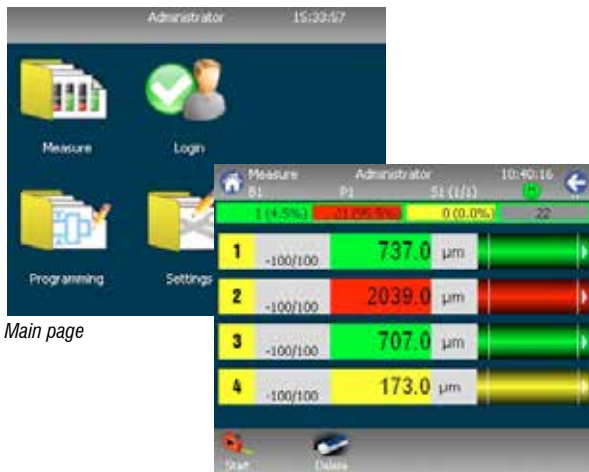 Administrator 15:33:57
Measure Login
Programming Settings
Main page
Measure Administrator 10:40:16
B1 P1 S1 (1/1)
1 (4.5%) 21 (95.5%) 0 (0.0%) 22
1 -100/100 737.0 µm
2 -100/100 2039.0 µm
3 -100/100 707.0 µm
4 -100/100 173.0 µm
Start Delete